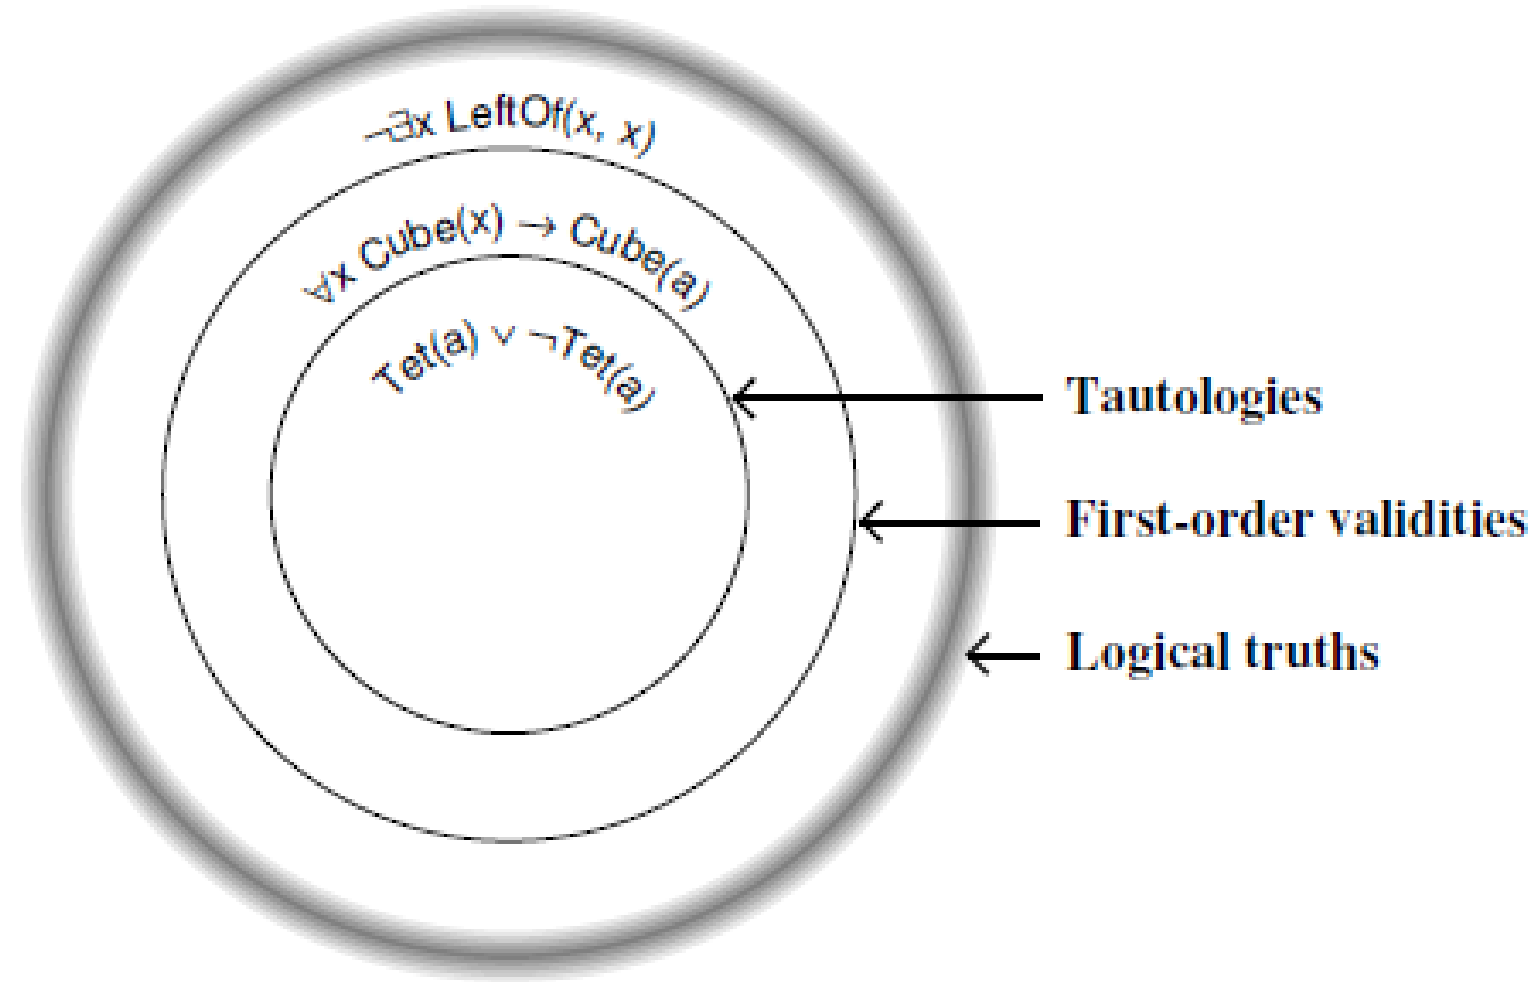 ¬∃x LeftOf(x, x)
∀x Cube(x) → Cube(a)
Tet(a) ∨ ¬Tet(a)
Tautologies
First-order validities
Logical truths